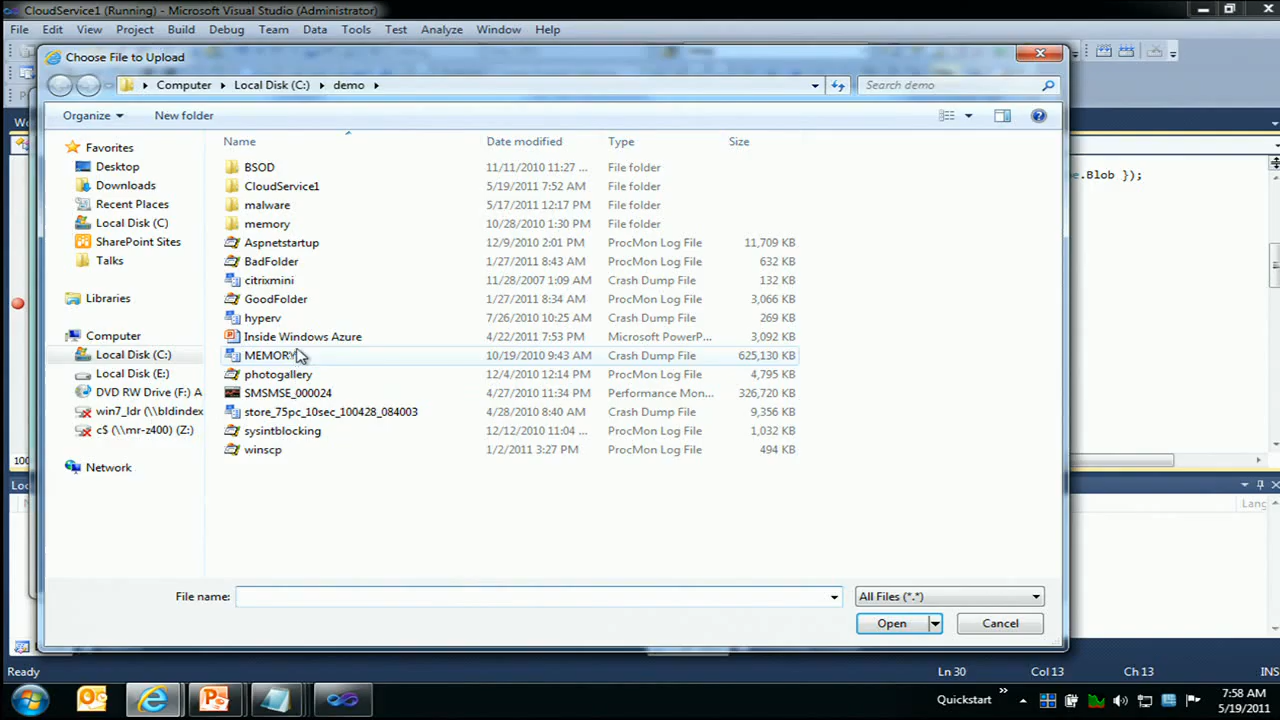 CloudService1 (Running) - Microsoft Visual Studio (Administrator)
File Edit View Project Build Debug Team Data Tools Test Analyze Window Help
Choose File to Upload
Computer Local Disk (C:) demo
Search demo
Organize New folder
Name Date modified Type Size
Favorites
Desktop
Downloads
Recent Places
Local Disk (C)
SharePoint Sites
Talks
Libraries
Computer
Local Disk (C:)
Local Disk (E:)
DVD RW Drive (F:) A
win7_ldr (\\bldindex
c$ (\\mr-z400) (Z:)
Network
BSOD 11/11/2010 11:27 ... File folder
CloudService1 5/19/2011 7:52 AM File folder
malware 5/17/2011 12:17 PM File folder
memory 10/28/2010 1:30 PM File folder
Aspnetstartup 12/9/2010 2:01 PM ProcMon Log File 11,709 KB
BadFolder 1/27/2011 8:43 AM ProcMon Log File 632 KB
citrixmini 11/28/2007 1:09 AM Crash Dump File 132 KB
GoodFolder 1/27/2011 8:34 AM ProcMon Log File 3,066 KB
hyperv 7/26/2010 10:25 AM Crash Dump File 269 KB
Inside Windows Azure 4/22/2011 7:53 PM Microsoft PowerP... 3,092 KB
MEMORY 10/19/2010 9:43 AM Crash Dump File 625,130 KB
photogallery 12/4/2010 12:14 PM ProcMon Log File 4,795 KB
SMSMSE_000024 4/27/2010 11:34 PM Performance Mon... 326,720 KB
store_75pc_10sec_100428_084003 4/28/2010 8:40 AM Crash Dump File 9,356 KB
sysintblocking 12/12/2010 11:04 ... ProcMon Log File 1,032 KB
winscp 1/2/2011 3:27 PM ProcMon Log File 494 KB
e.Blob });
100
Lo
Lang
File name:
All Files (*.*)
Open Cancel
Ready Ln 30 Col 13 Ch 13 INS
Quickstart
7:58 AM
5/19/2011